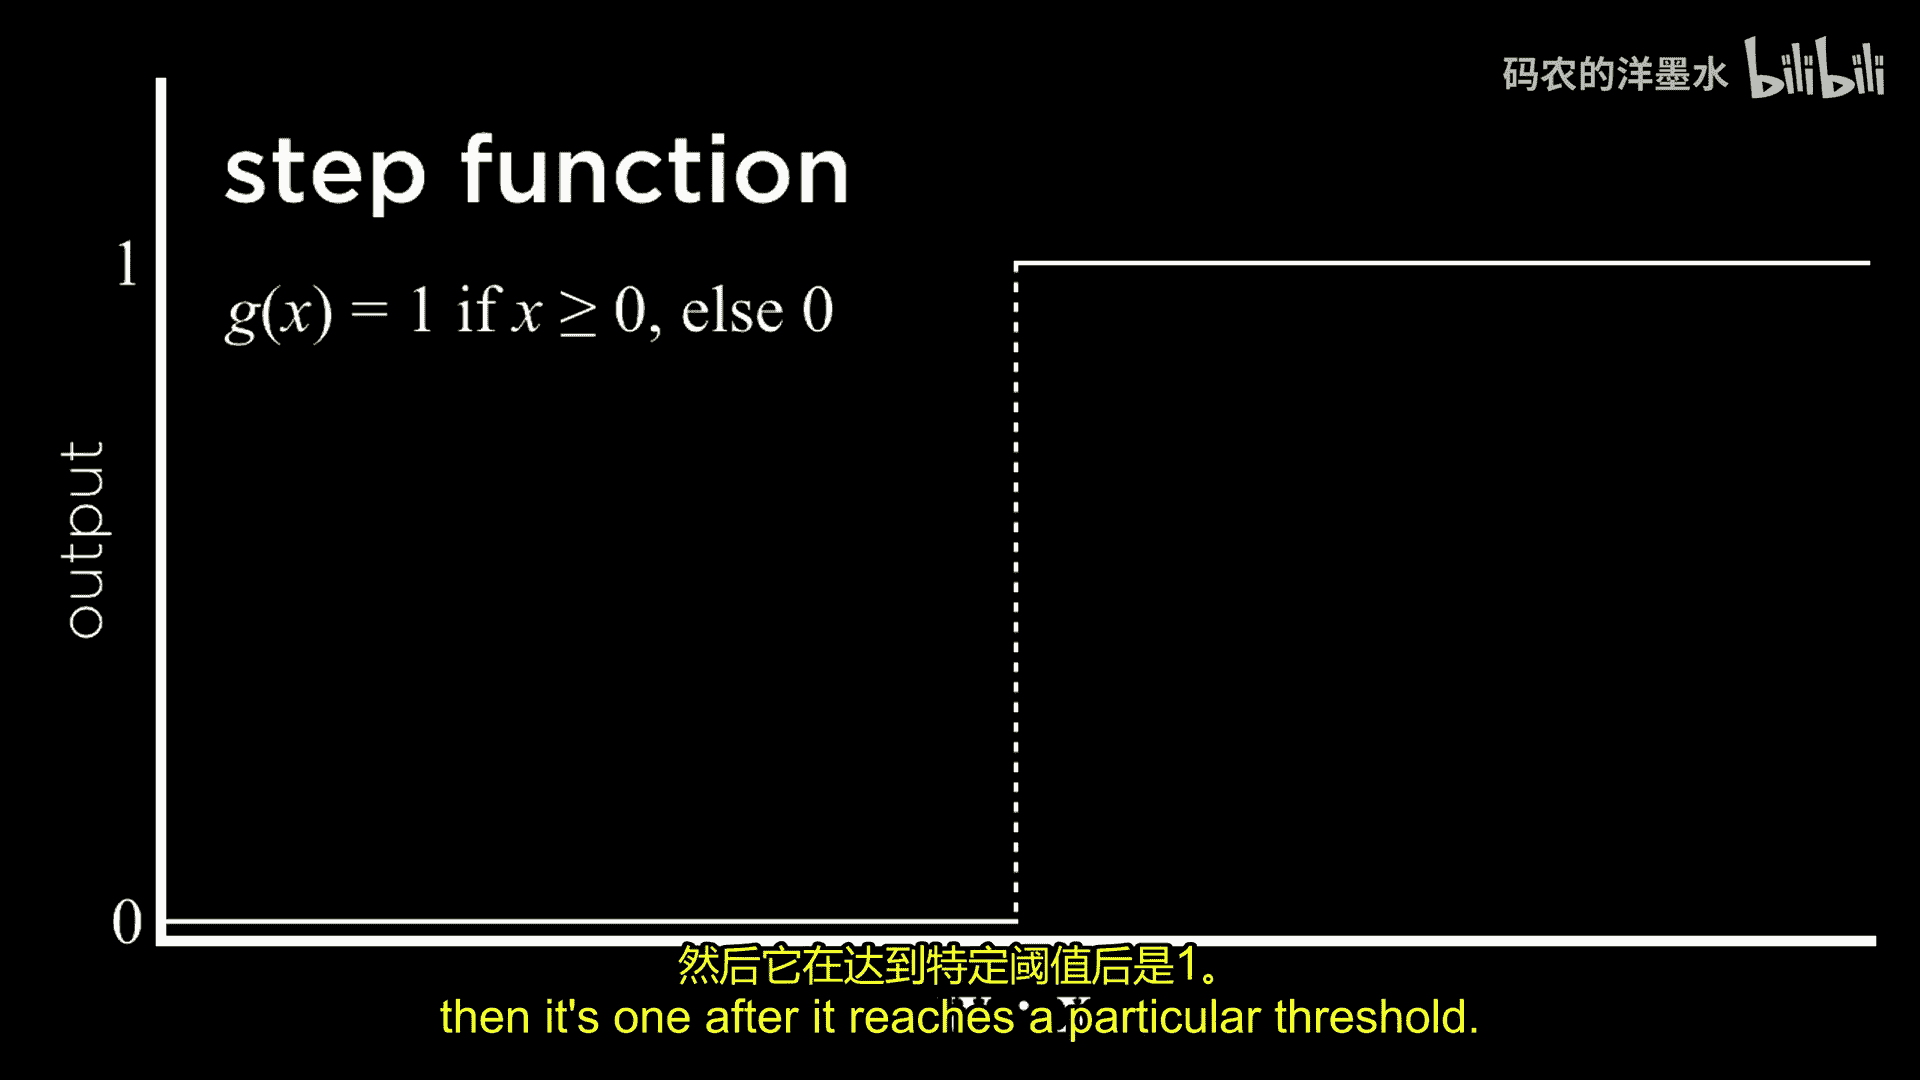 码农的洋墨水 bilibili
step function
1
g(x) = 1 if x ≥ 0, else 0
output
0
然后它在达到特定阈值后是1。
then it's one after it reaches a particular threshold.